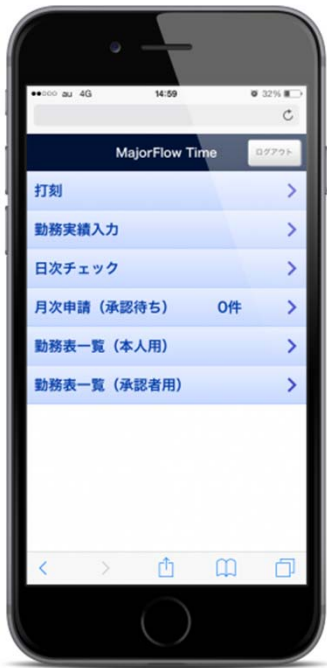 au 4G 14:59 32%
MajorFlow Time ログアウト
打刻
勤務実績入力
日次チェック
月次申請（承認待ち） 0件
勤務表一覧（本人用）
勤務表一覧（承認者用）